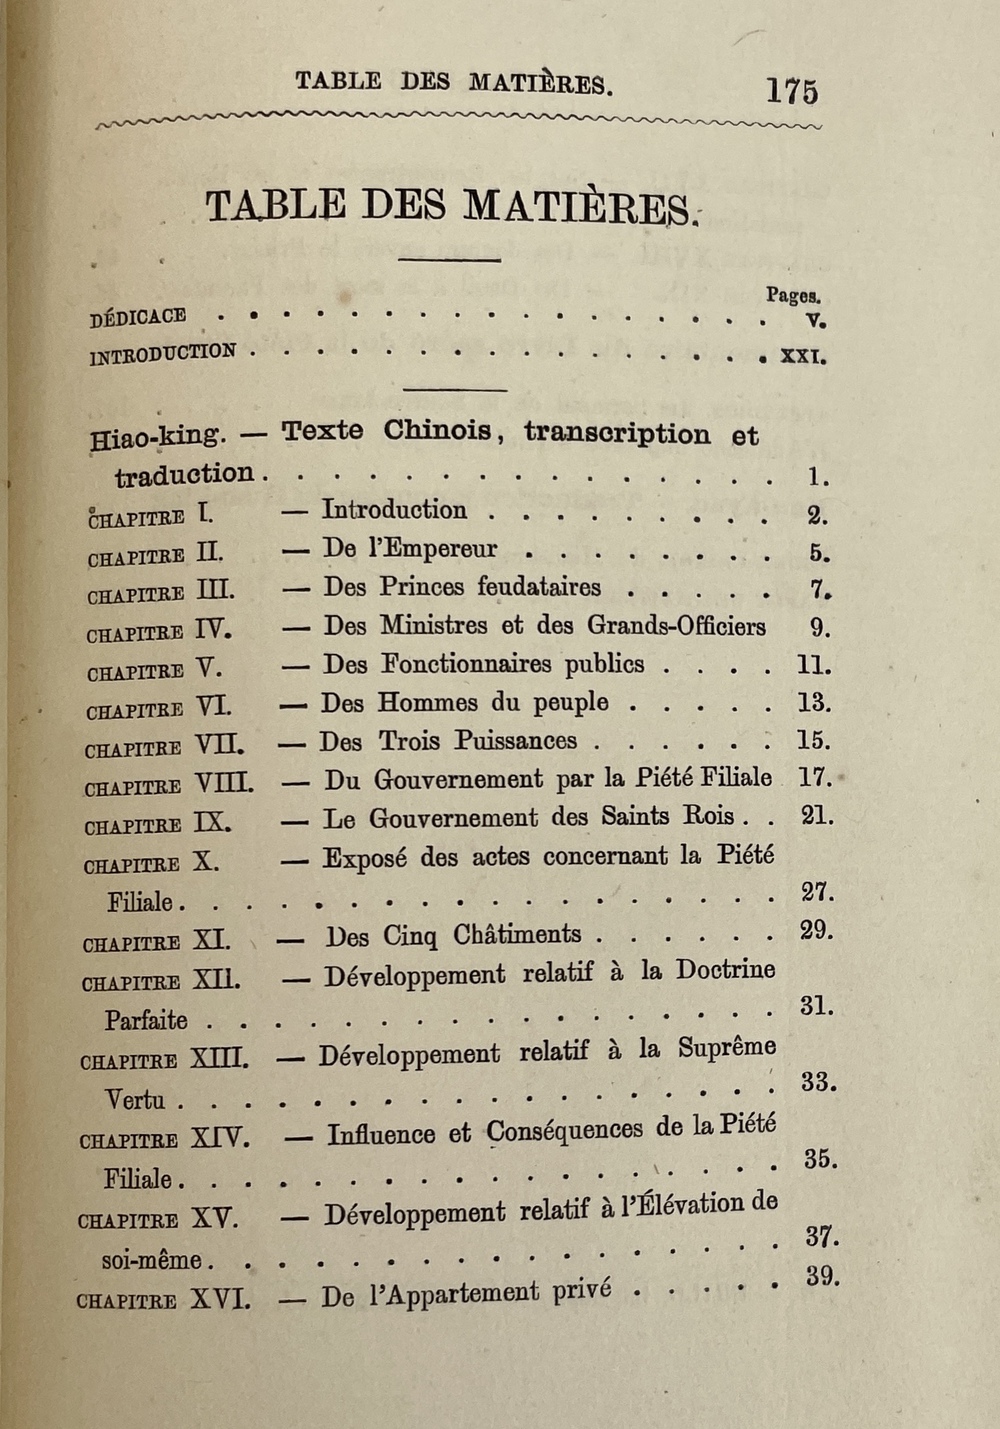 TABLE DES MATIÈRES. 175
TABLE DES MATIÈRES.
Pages.
DÉDICACE . . . . . . . . . . . . . . . . . V.
INTRODUCTION . . . . . . . . . . . . . . . . XXI.
Hiao-king. — Texte Chinois, transcription et
traduction . . . . . . . . . . . . . . . . 1.
CHAPITRE I. — Introduction . . . . . . . . . 2.
CHAPITRE II. — De l'Empereur . . . . . . . . 5.
CHAPITRE III. — Des Princes feudataires . . . . . 7.
CHAPITRE IV. — Des Ministres et des Grands-Officiers 9.
CHAPITRE V. — Des Fonctionnaires publics . . . . 11.
CHAPITRE VI. — Des Hommes du peuple . . . . . 13.
CHAPITRE VII. — Des Trois Puissances . . . . . . 15.
CHAPITRE VIII. — Du Gouvernement par la Piété Filiale 17.
CHAPITRE IX. — Le Gouvernement des Saints Rois . . 21.
CHAPITRE X. — Exposé des actes concernant la Piété
Filiale . . . . . . . . . . . . . . . . . . 27.
CHAPITRE XI. — Des Cinq Châtiments . . . . . . 29.
CHAPITRE XII. — Développement relatif à la Doctrine
Parfaite . . . . . . . . . . . . . . . . . 31.
CHAPITRE XIII. — Développement relatif à la Suprême
Vertu . . . . . . . . . . . . . . . . . . 33.
CHAPITRE XIV. — Influence et Conséquences de la Piété
Filiale . . . . . . . . . . . . . . . . . . 35.
CHAPITRE XV. — Développement relatif à l'Élévation de
soi-même . . . . . . . . . . . . . . . . . 37.
CHAPITRE XVI. — De l'Appartement privé . . . . . 39.